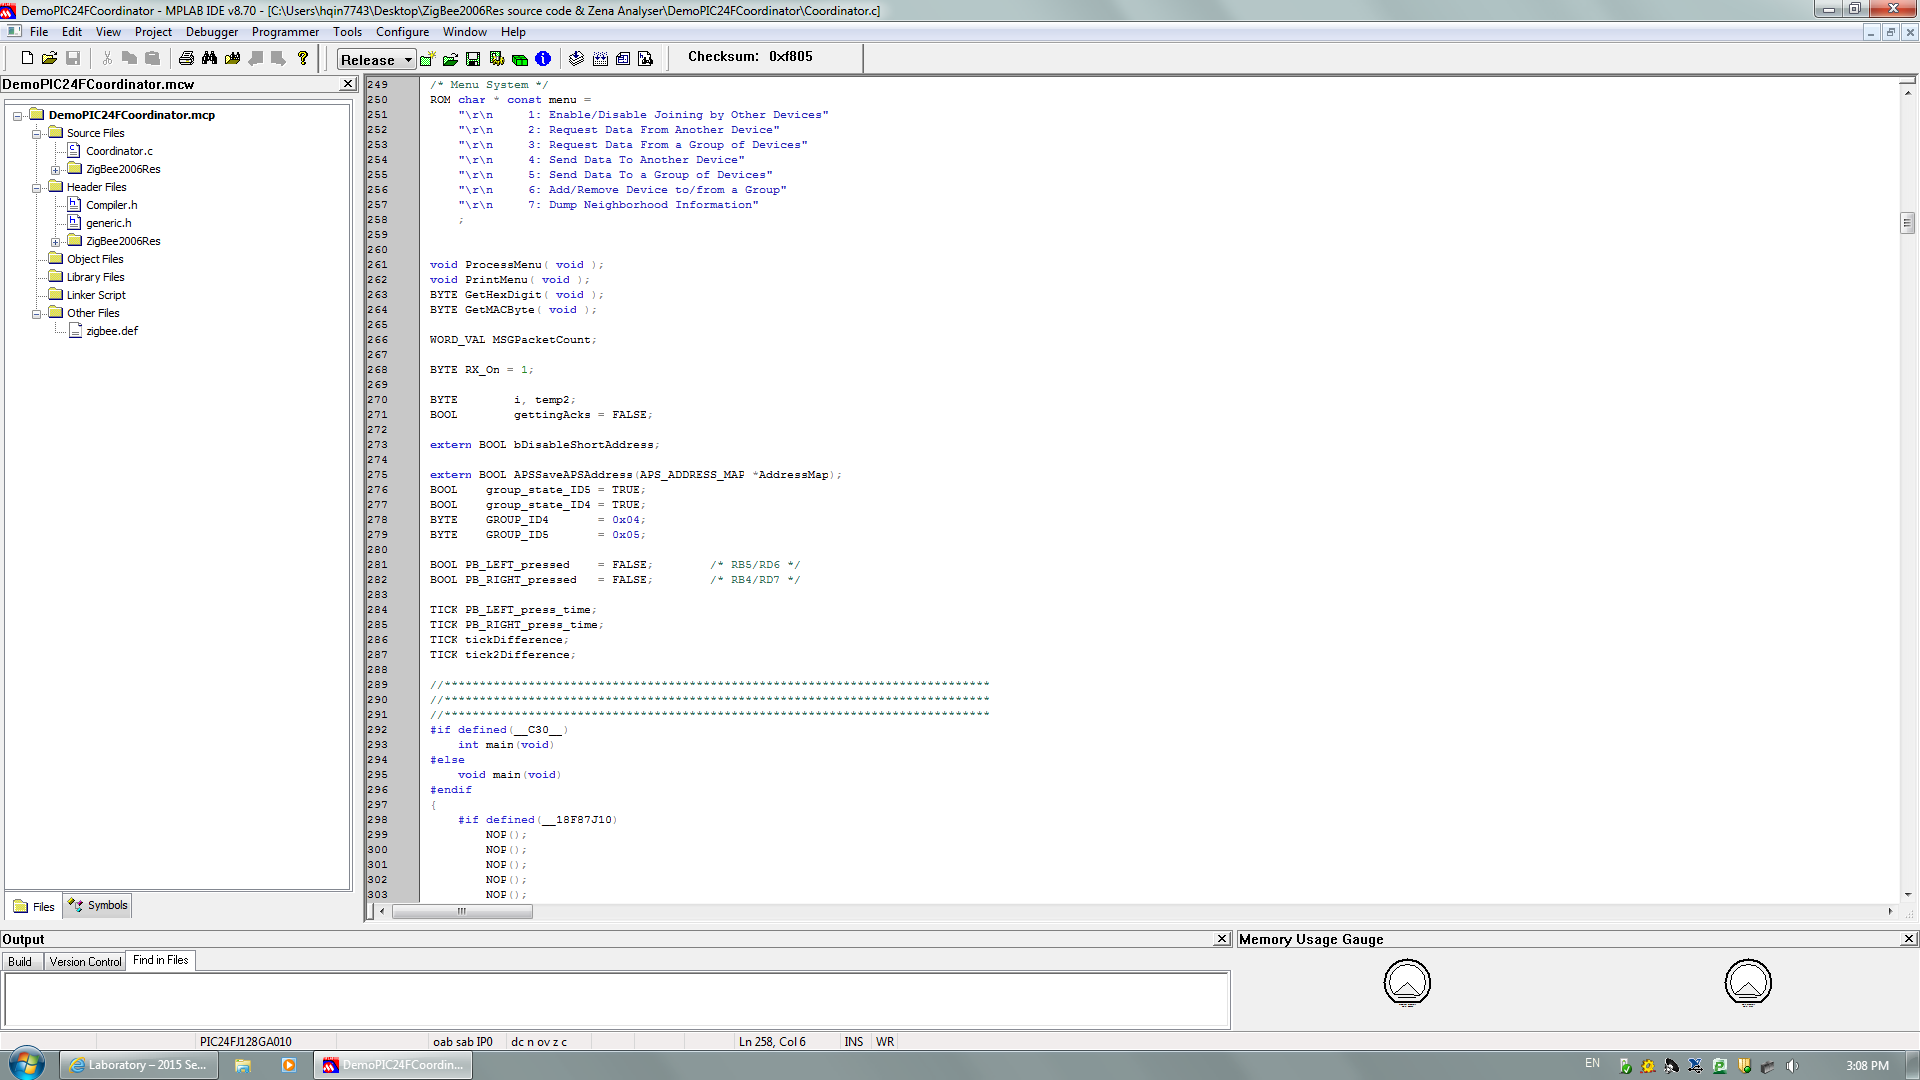 DemoPIC24FCoordinator - MPLAB IDE v8.70 - [C:\Users\hqin7743\Desktop\ZigBee2006Res source code & Zena Analyser\DemoPIC24FCoordinator\Coordinator.c]
File Edit View Project Debugger Programmer Tools Configure Window Help
Release Checksum: 0xf805
DemoPIC24FCoordinator.mcw
DemoPIC24FCoordinator.mcp
Source Files
Coordinator.c
ZigBee2006Res
Header Files
Compiler.h
generic.h
ZigBee2006Res
Object Files
Library Files
Linker Script
Other Files
zigbee.def
Files Symbols
249 /* Menu System */
250 ROM char * const menu =
251 "\r\n     1: Enable/Disable Joining by Other Devices"
252 "\r\n     2: Request Data From Another Device"
253 "\r\n     3: Request Data From a Group of Devices"
254 "\r\n     4: Send Data To Another Device"
255 "\r\n     5: Send Data To a Group of Devices"
256 "\r\n     6: Add/Remove Device to/from a Group"
257 "\r\n     7: Dump Neighborhood Information"
258 ;
259
260
261 void ProcessMenu( void );
262 void PrintMenu( void );
263 BYTE GetHexDigit( void );
264 BYTE GetMACByte( void );
265
266 WORD_VAL MSGPacketCount;
267
268 BYTE RX_On = 1;
269
270 BYTE        i, temp2;
271 BOOL        gettingAcks = FALSE;
272
273 extern BOOL bDisableShortAddress;
274
275 extern BOOL APSSaveAPSAddress(APS_ADDRESS_MAP *AddressMap);
276 BOOL    group_state_ID5 = TRUE;
277 BOOL    group_state_ID4 = TRUE;
278 BYTE    GROUP_ID4       = 0x04;
279 BYTE    GROUP_ID5       = 0x05;
280
281 BOOL PB_LEFT_pressed    = FALSE;        /* RB5/RD6 */
282 BOOL PB_RIGHT_pressed   = FALSE;        /* RB4/RD7 */
283
284 TICK PB_LEFT_press_time;
285 TICK PB_RIGHT_press_time;
286 TICK tickDifference;
287 TICK tick2Difference;
288
289 //******************************************************************************
290 //******************************************************************************
291 //******************************************************************************
292 #if defined(__C30__)
293     int main(void)
294 #else
295     void main(void)
296 #endif
297 {
298     #if defined(__18F87J10)
299         NOP();
300         NOP();
301         NOP();
302         NOP();
303         NOP();
Output
Build Version Control Find in Files
Memory Usage Gauge
PIC24FJ128GA010 oab sab IP0 dc n ov z c Ln 258, Col 6 INS WR
Laboratory – 2015 Se... DemoPIC24FCoordin... EN 3:08 PM